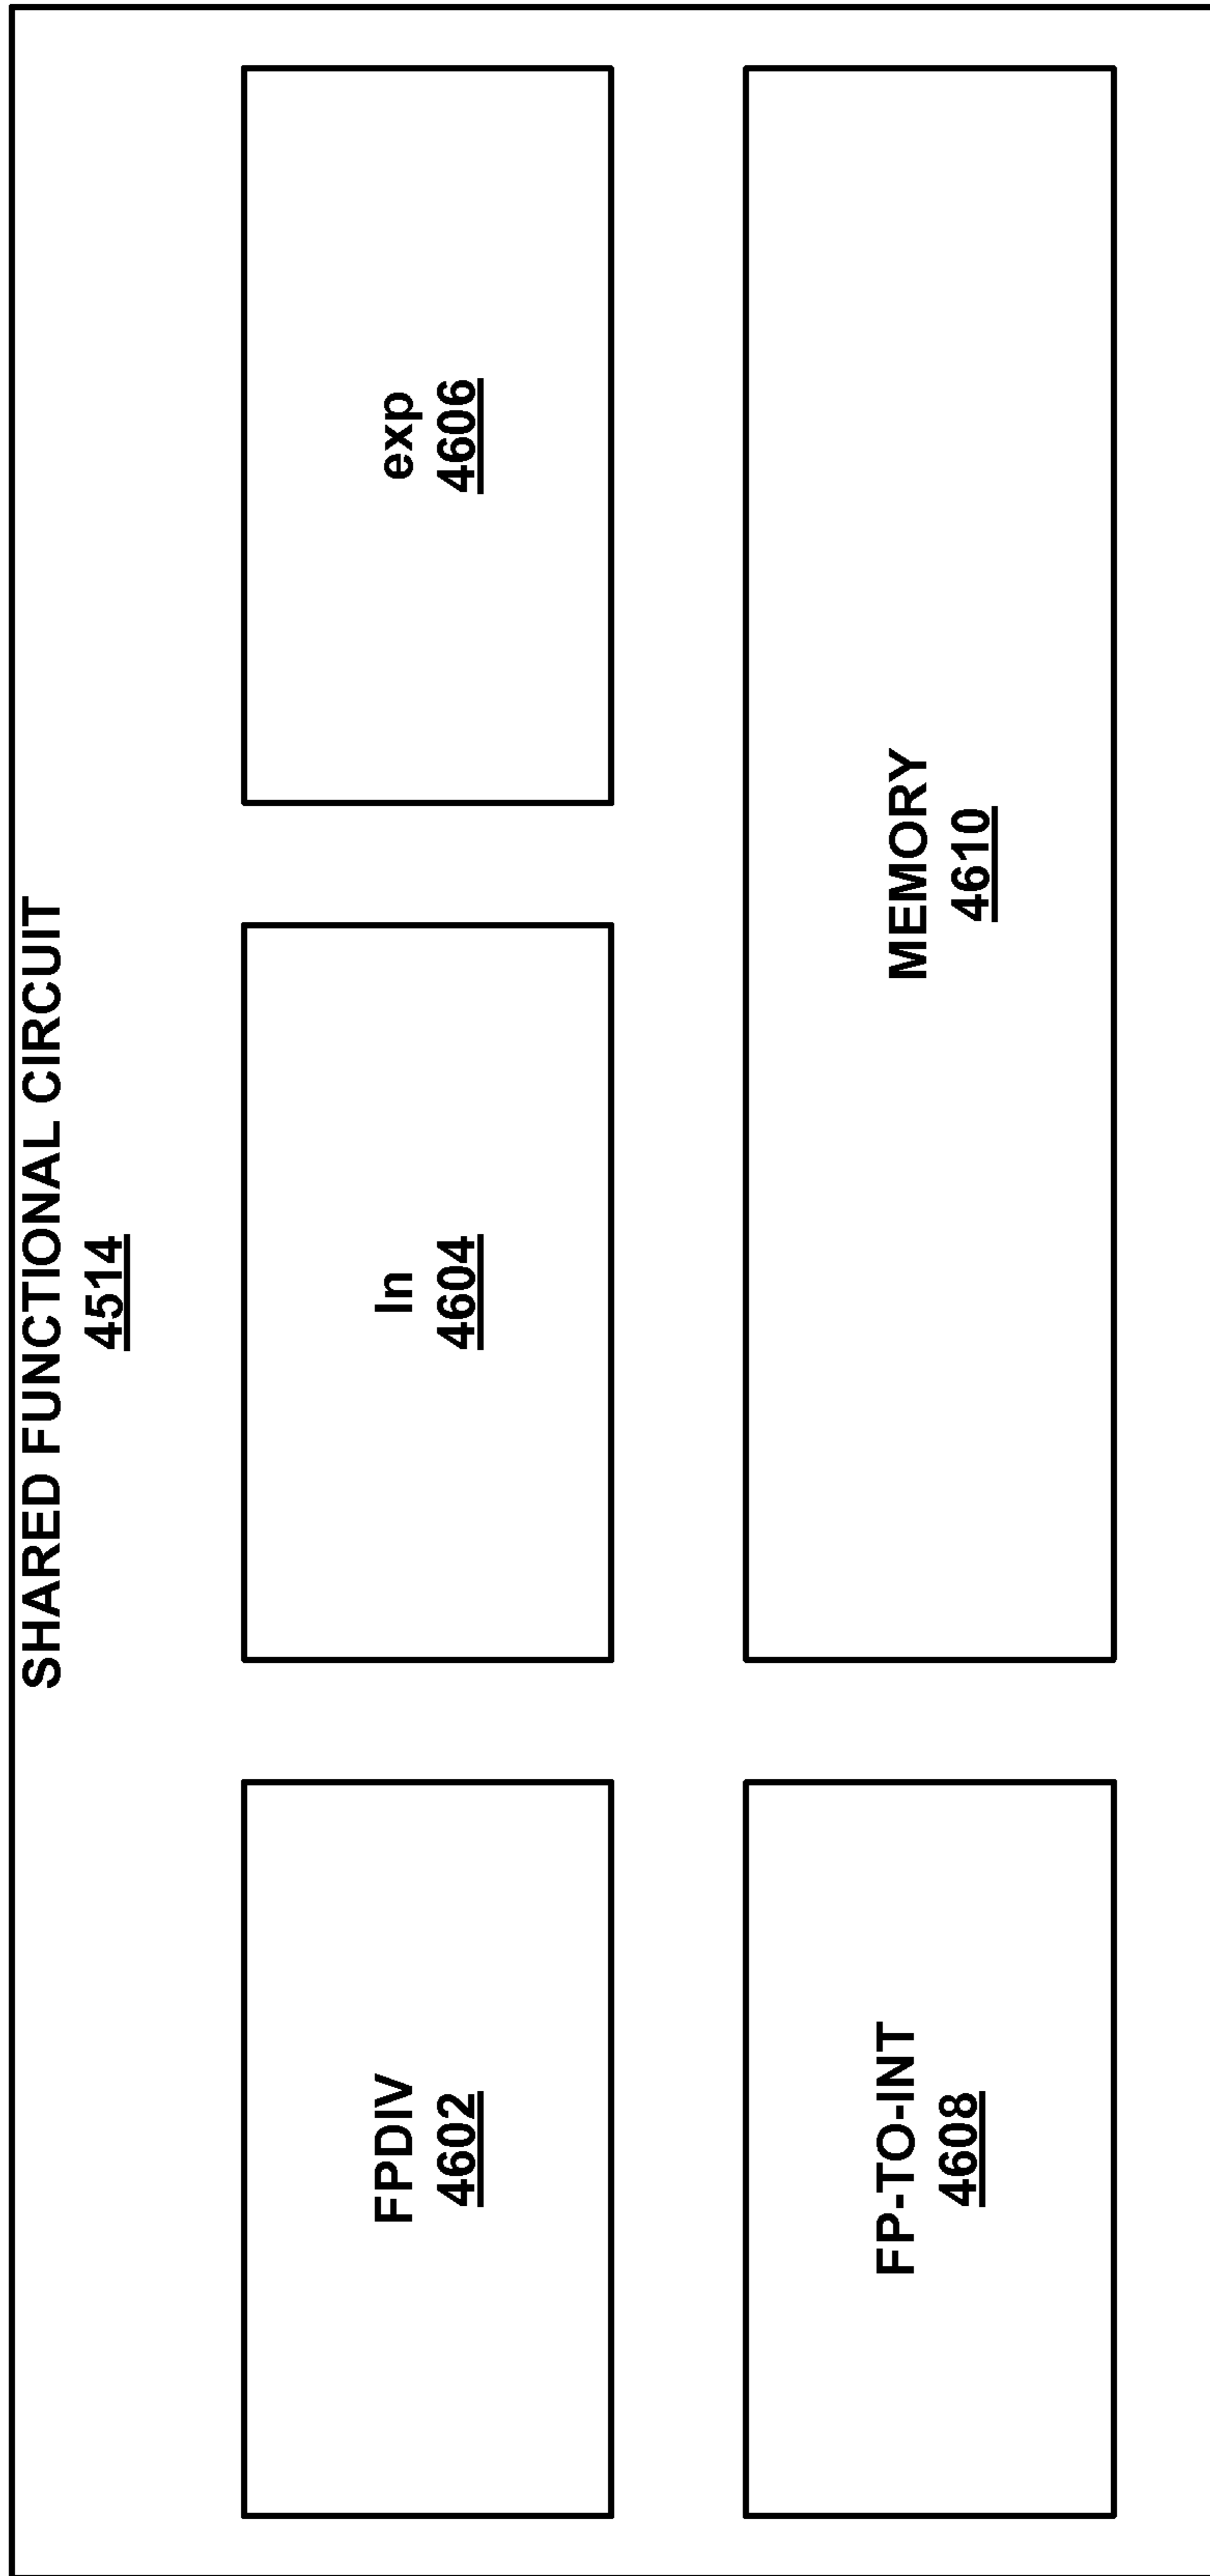 SHARED FUNCTIONAL CIRCUIT
4514
FPDIV
4602
ln
4604
exp
4606
FP-TO-INT
4608
MEMORY
4610